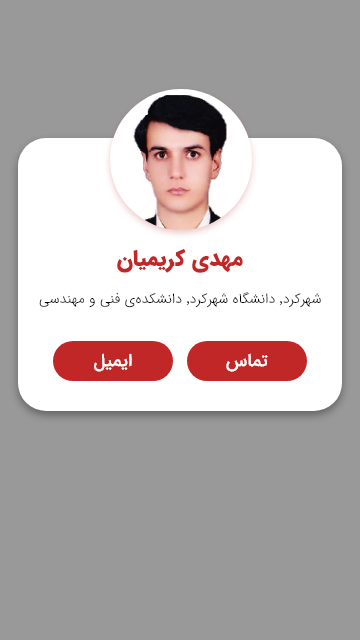 مهدی کریمیان
شهرکرد, دانشگاه شهرکرد, دانشکده‌ی فنی و مهندسی
تماس
ایمیل